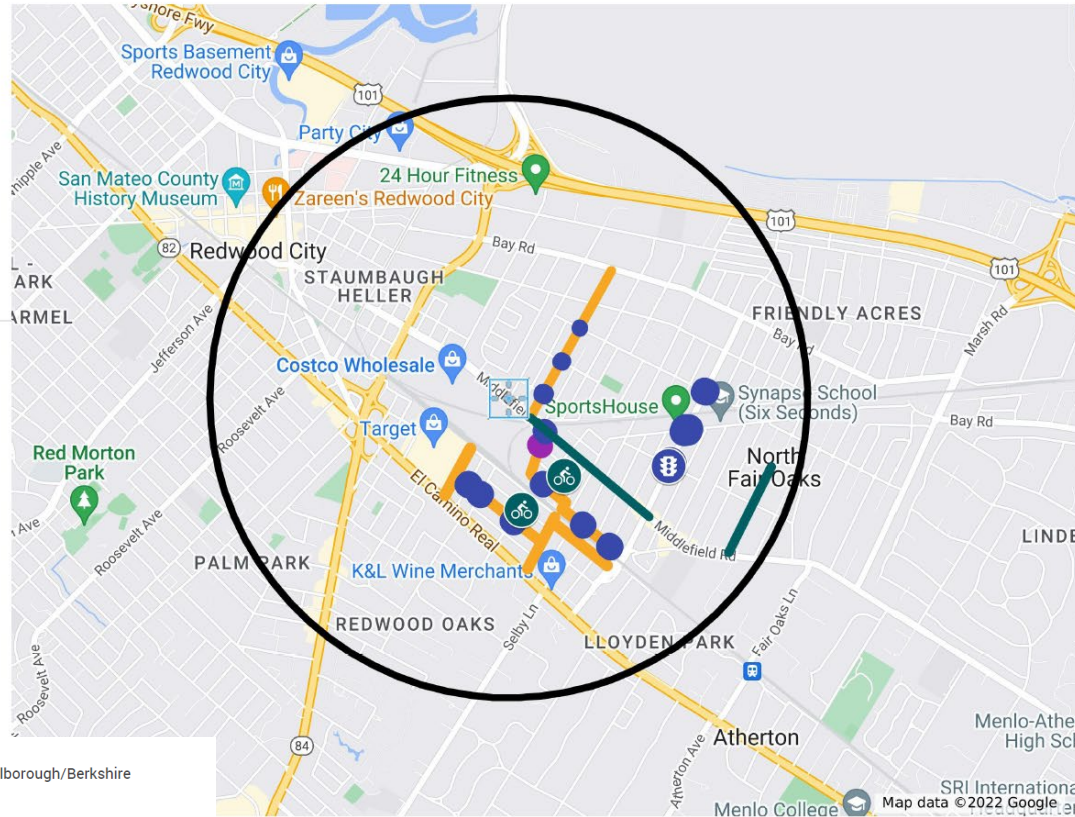 yshore Fwy
Sports Basement
Redwood City
101
Party City
hipple Ave
24 Hour Fitness
San Mateo County
History Museum
Zareen's Redwood City
101
82
Redwood City
Bay Rd
101
L -
ARK
STAUMBAUGH
HELLER
ARMEL
FRIENDLY ACRES
Marsh Rd
Jefferson Ave
Bay Rd
Costco Wholesale
Middlefiel
Synapse School
(Six Seconds)
SportsHouse
Roosevelt Ave
Target
Bay Rd
Red Morton
Park
North
Fair Oaks
El Camino Real
Ave
Roosevelt Ave
Middlefield Rd
LINDE
PALM PARK
K&L Wine Merchants
REDWOOD OAKS
Selby Ln
LLOYDEN PARK
Fair Oaks Ln
Roosevelt Ave
Menlo-Athe
High Sch
84
Atherton
Atherton Ave
lborough/Berkshire
SRI Internationa
Headquarte
Menlo College
Map data ©2022 Google